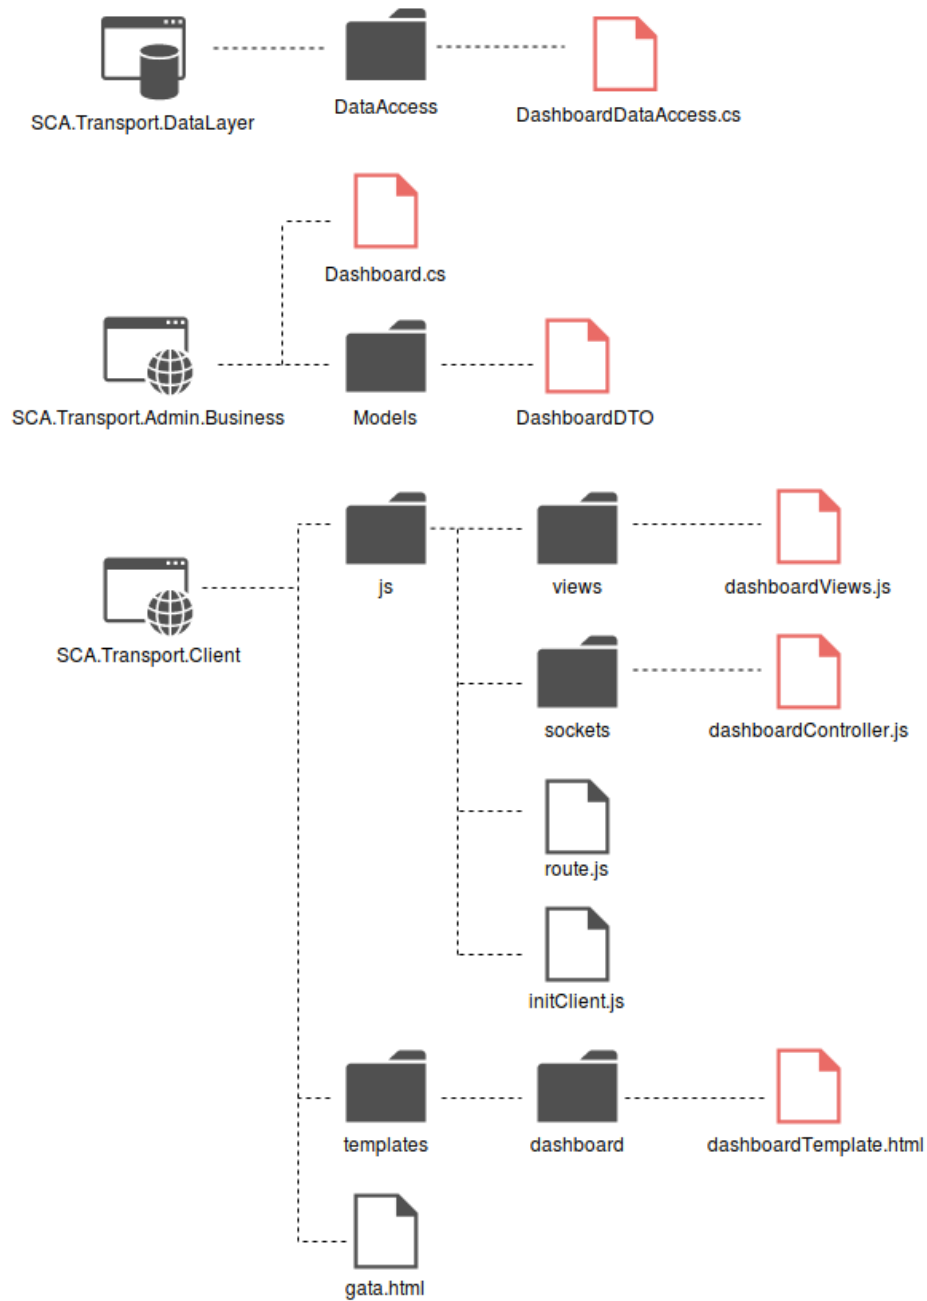 SCA.Transport.DataLayer
DataAccess
DashboardDataAccess.cs
Dashboard.cs
SCA.Transport.Admin.Business
Models
DashboardDTO
js
views
dashboardViews.js
SCA.Transport.Client
sockets
dashboardController.js
route.js
initClient.js
templates
dashboard
dashboardTemplate.html
gata.html